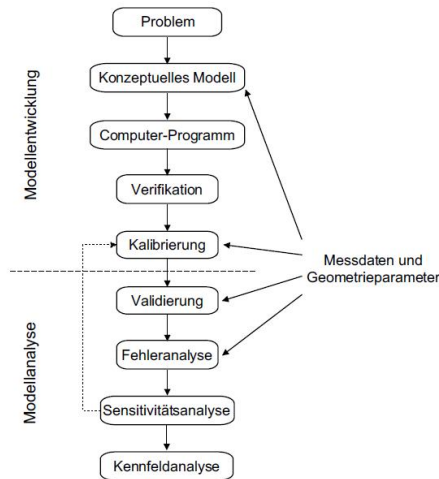 Problem
Konzeptuelles Modell
Computer-Programm
Verifikation
Kalibrierung
Validierung
Fehleranalyse
Sensitivitätsanalyse
Kennfeldanalyse
Modellentwicklung
Modellanalyse
Messdaten und
Geometrieparameter